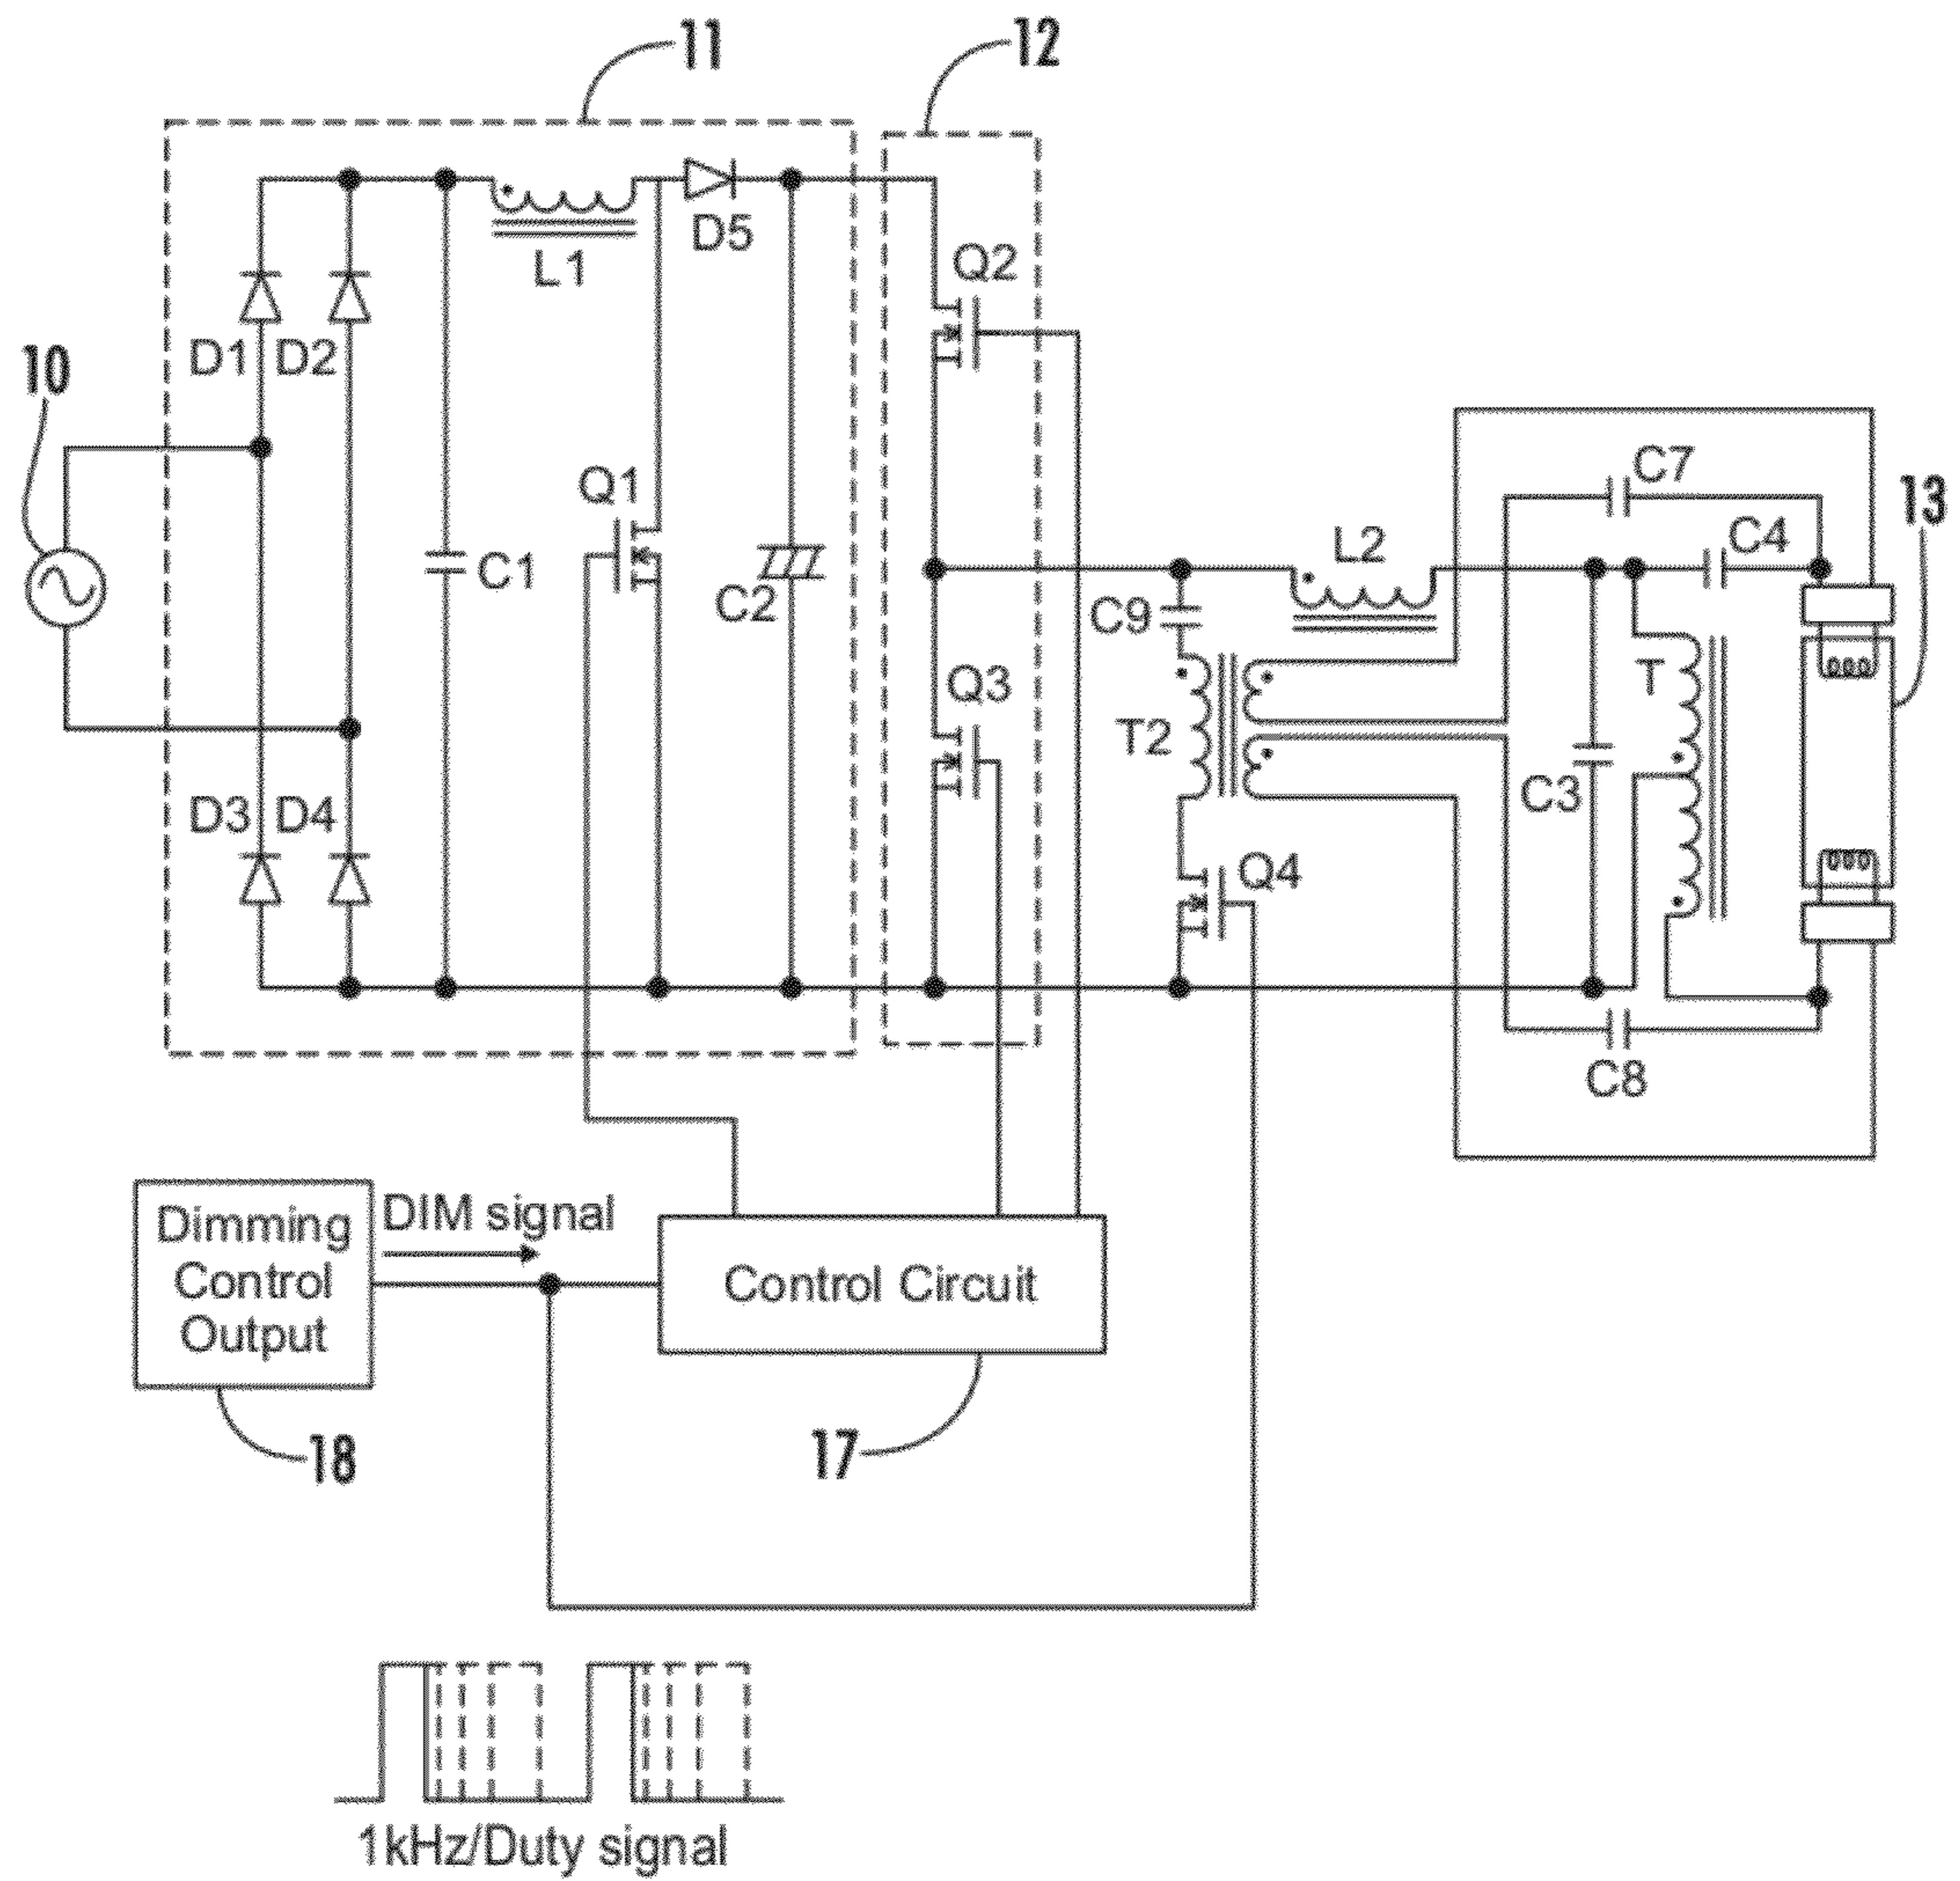 11
12
10
D1
D2
L1
D5
Q2
Q1
C1
C2
D3
D4
Q3
C9
L2
C7
C4
13
T2
T
C3
Q4
C8
Dimming
Control
Output
DIM signal
Control Circuit
18
17
1kHz/Duty signal